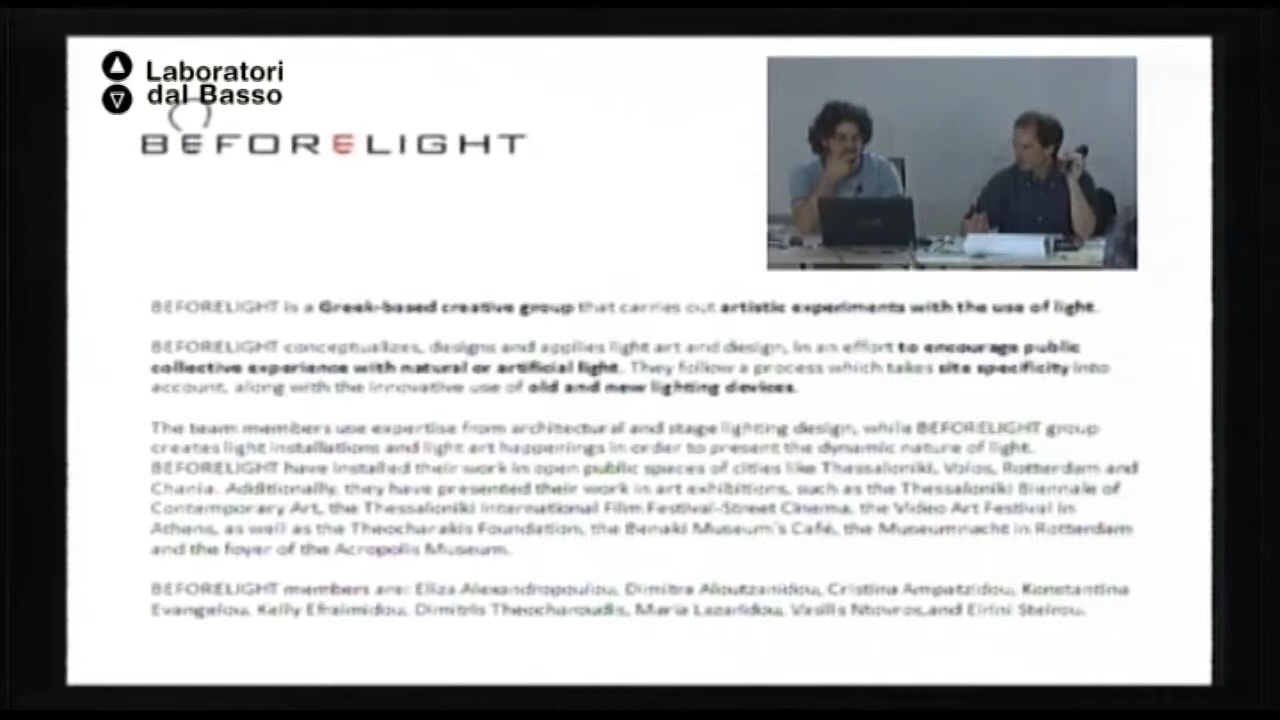 Laboratori
dal Basso
BEFORELIGHT
BEFORELIGHT is a Greek-based creative group that carries out artistic experiments with the use of light.
BEFORELIGHT conceptualizes, designs and applies light art and design, in an effort to encourage public
collective experience with natural or artificial light. They follow a process which takes site specificity into
account, along with the innovative use of old and new lighting devices.
The team members use expertise from architectural and stage lighting design, while BEFORELIGHT group
creates light installations and light art happenings in order to present the dynamic nature of light.
BEFORELIGHT have installed their work in open public spaces of cities like Thessaloniki, Volos, Rotterdam and
Chania. Additionally, they have presented their work in art exhibitions, such as the Thessaloniki Biennale of
Contemporary Art, the Thessaloniki International Film Festival-Street Cinema, the Video Art Festival in
Athens, as well as the Theocharakis Foundation, the Benaki Museum's Café, the Museumnacht in Rotterdam
and the foyer of the Acropolis Museum.
BEFORELIGHT members are: Eliza Alexandropoulou, Dimitra Aloutzanidou, Cristina Ampatzidou, Konstantina
Evangelou, Kelly Efraimidou, Dimitris Theocharoudis, Maria Lazaridou, Vasilis Ntovros,and Eirini Steirou.